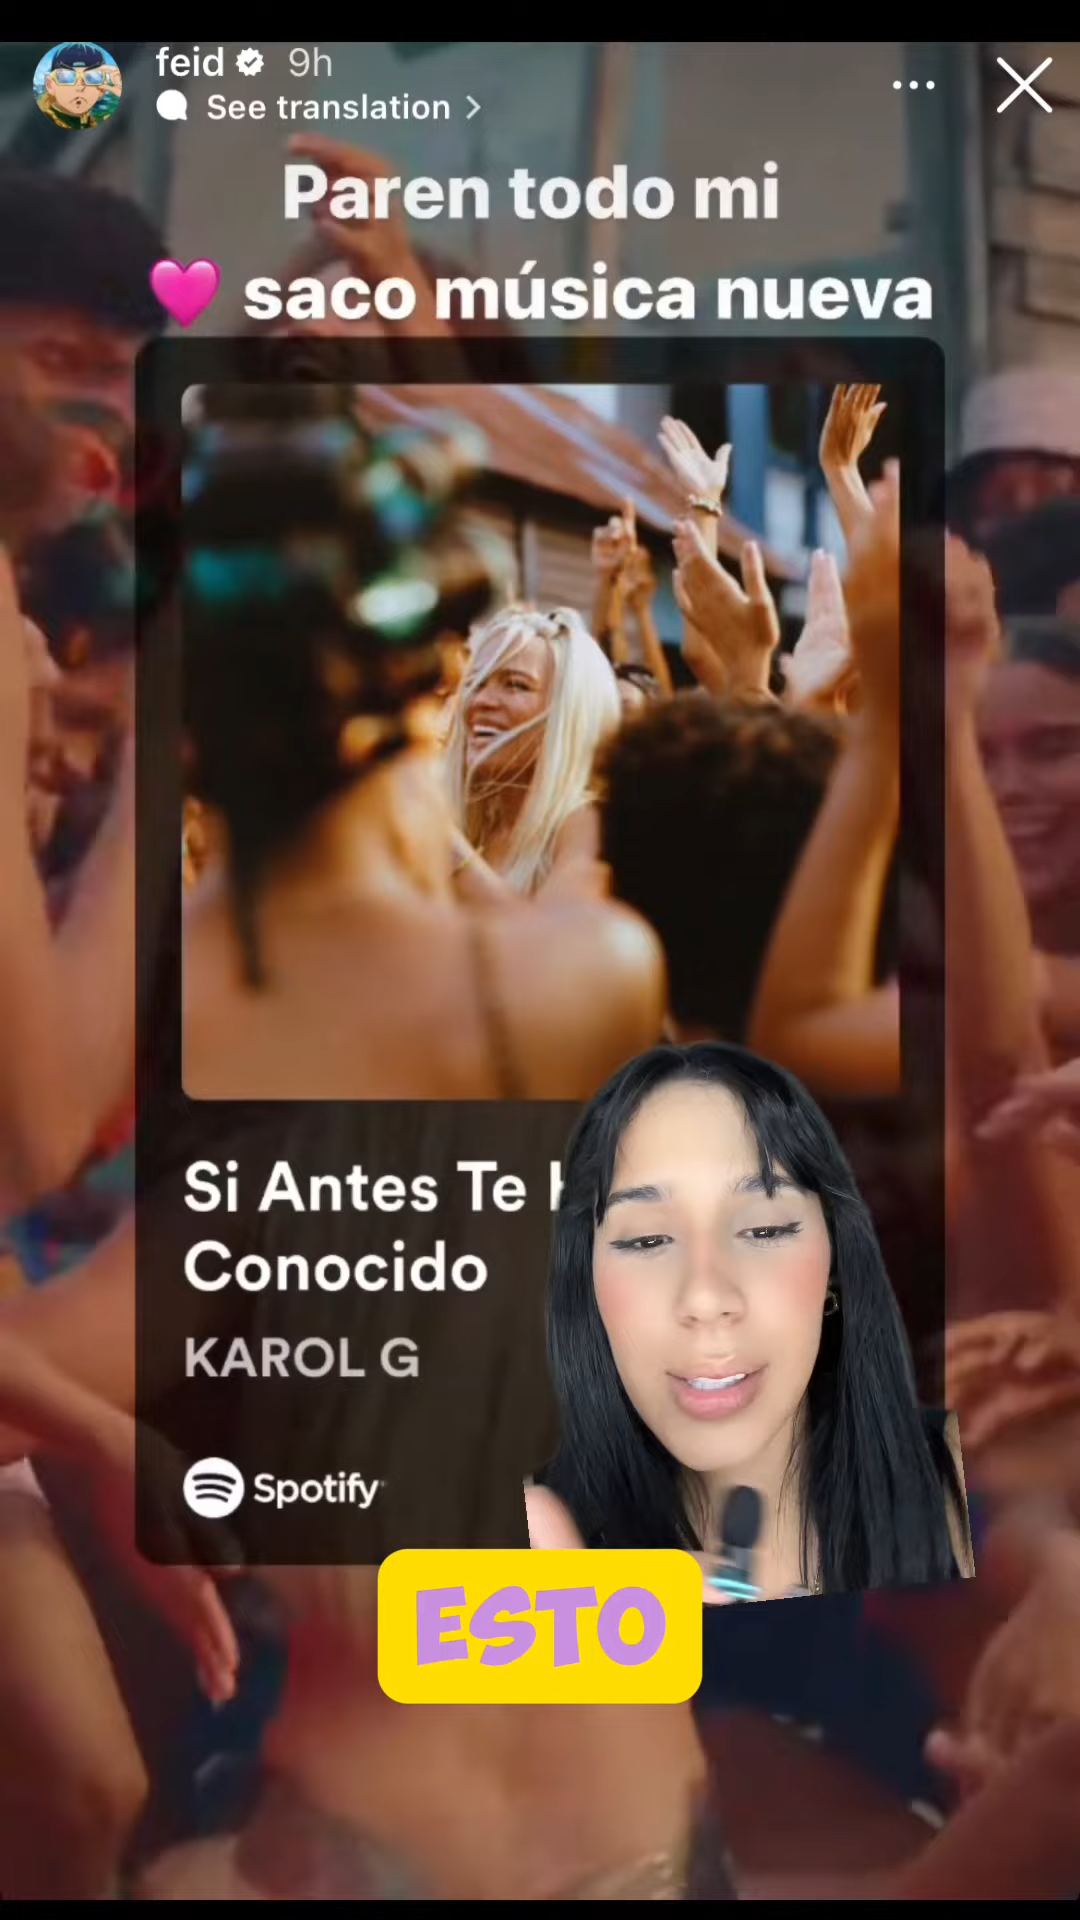 feid 9h
See translation
Paren todo mi
🩷 saco música nueva
Si Antes Te
Conocido
KAROL G
Spotify
ESTO